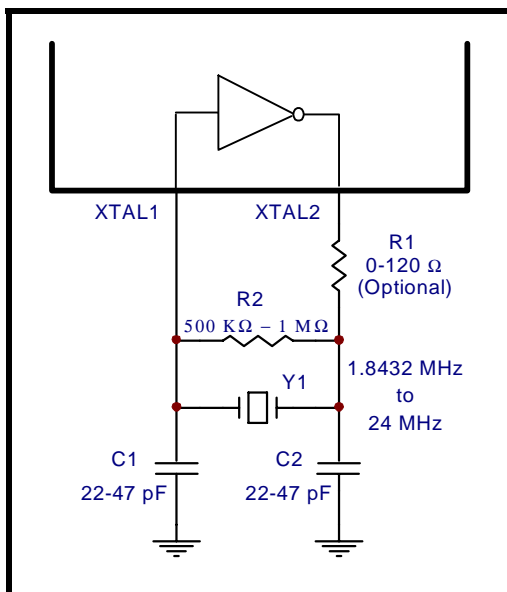 XTAL1
XTAL2
R1
0-120 Ω
(Optional)
R2
500 KΩ – 1 MΩ
Y1
1.8432 MHz
to
24 MHz
C1
22-47 pF
C2
22-47 pF